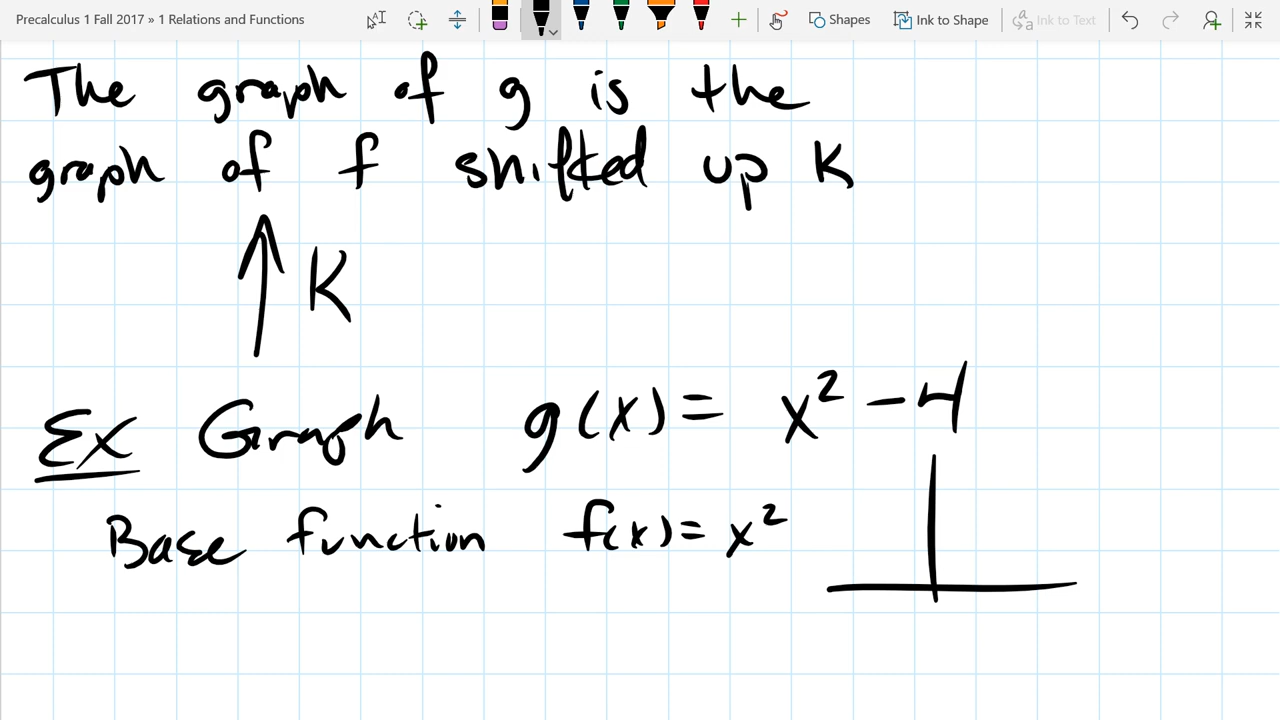 Precalculus 1 Fall 2017 » 1 Relations and Functions
Shapes
Ink to Shape
Ink to Text
The graph of g is the
graph of f shifted up K
K
Ex Graph g(x) = x² - 4
Base function f(x) = x²